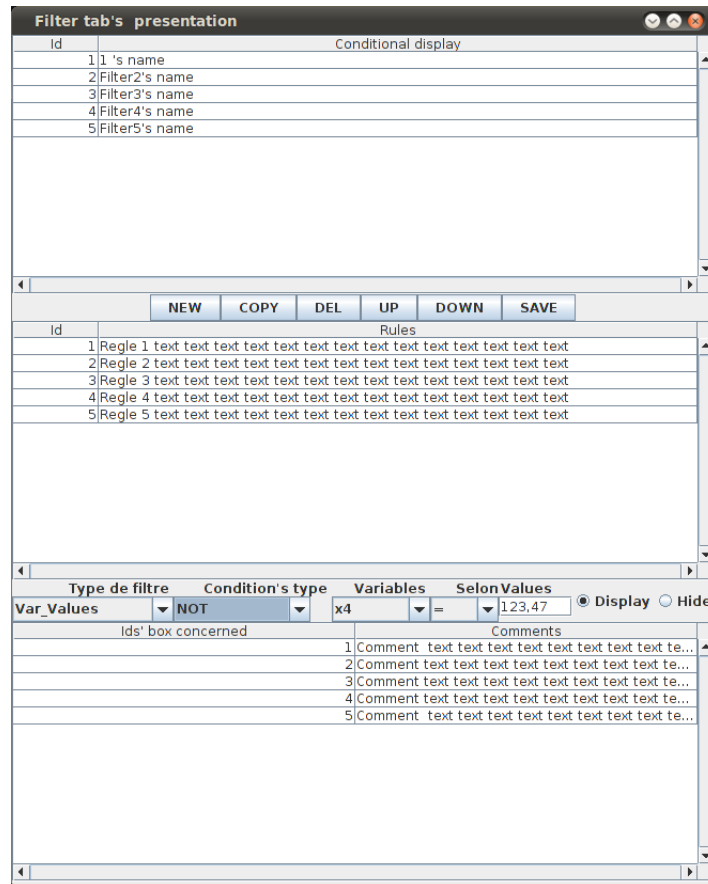 Filter tab's presentation
Id Conditional display
1 1 's name
2 Filter2's name
3 Filter3's name
4 Filter4's name
5 Filter5's name
NEW COPY DEL UP DOWN SAVE
Id Rules
1 Regle 1 text text text text text text text text text text text text text
2 Regle 2 text text text text text text text text text text text text text
3 Regle 3 text text text text text text text text text text text text text
4 Regle 4 text text text text text text text text text text text text text
5 Regle 5 text text text text text text text text text text text text text
Type de filtre Condition's type Variables Selon Values
Var_Values NOT x4 = 123,47 Display Hide
Ids' box concerned Comments
1 Comment text text text text text text text text te...
2 Comment text text text text text text text text te...
3 Comment text text text text text text text text te...
4 Comment text text text text text text text text te...
5 Comment text text text text text text text text te...